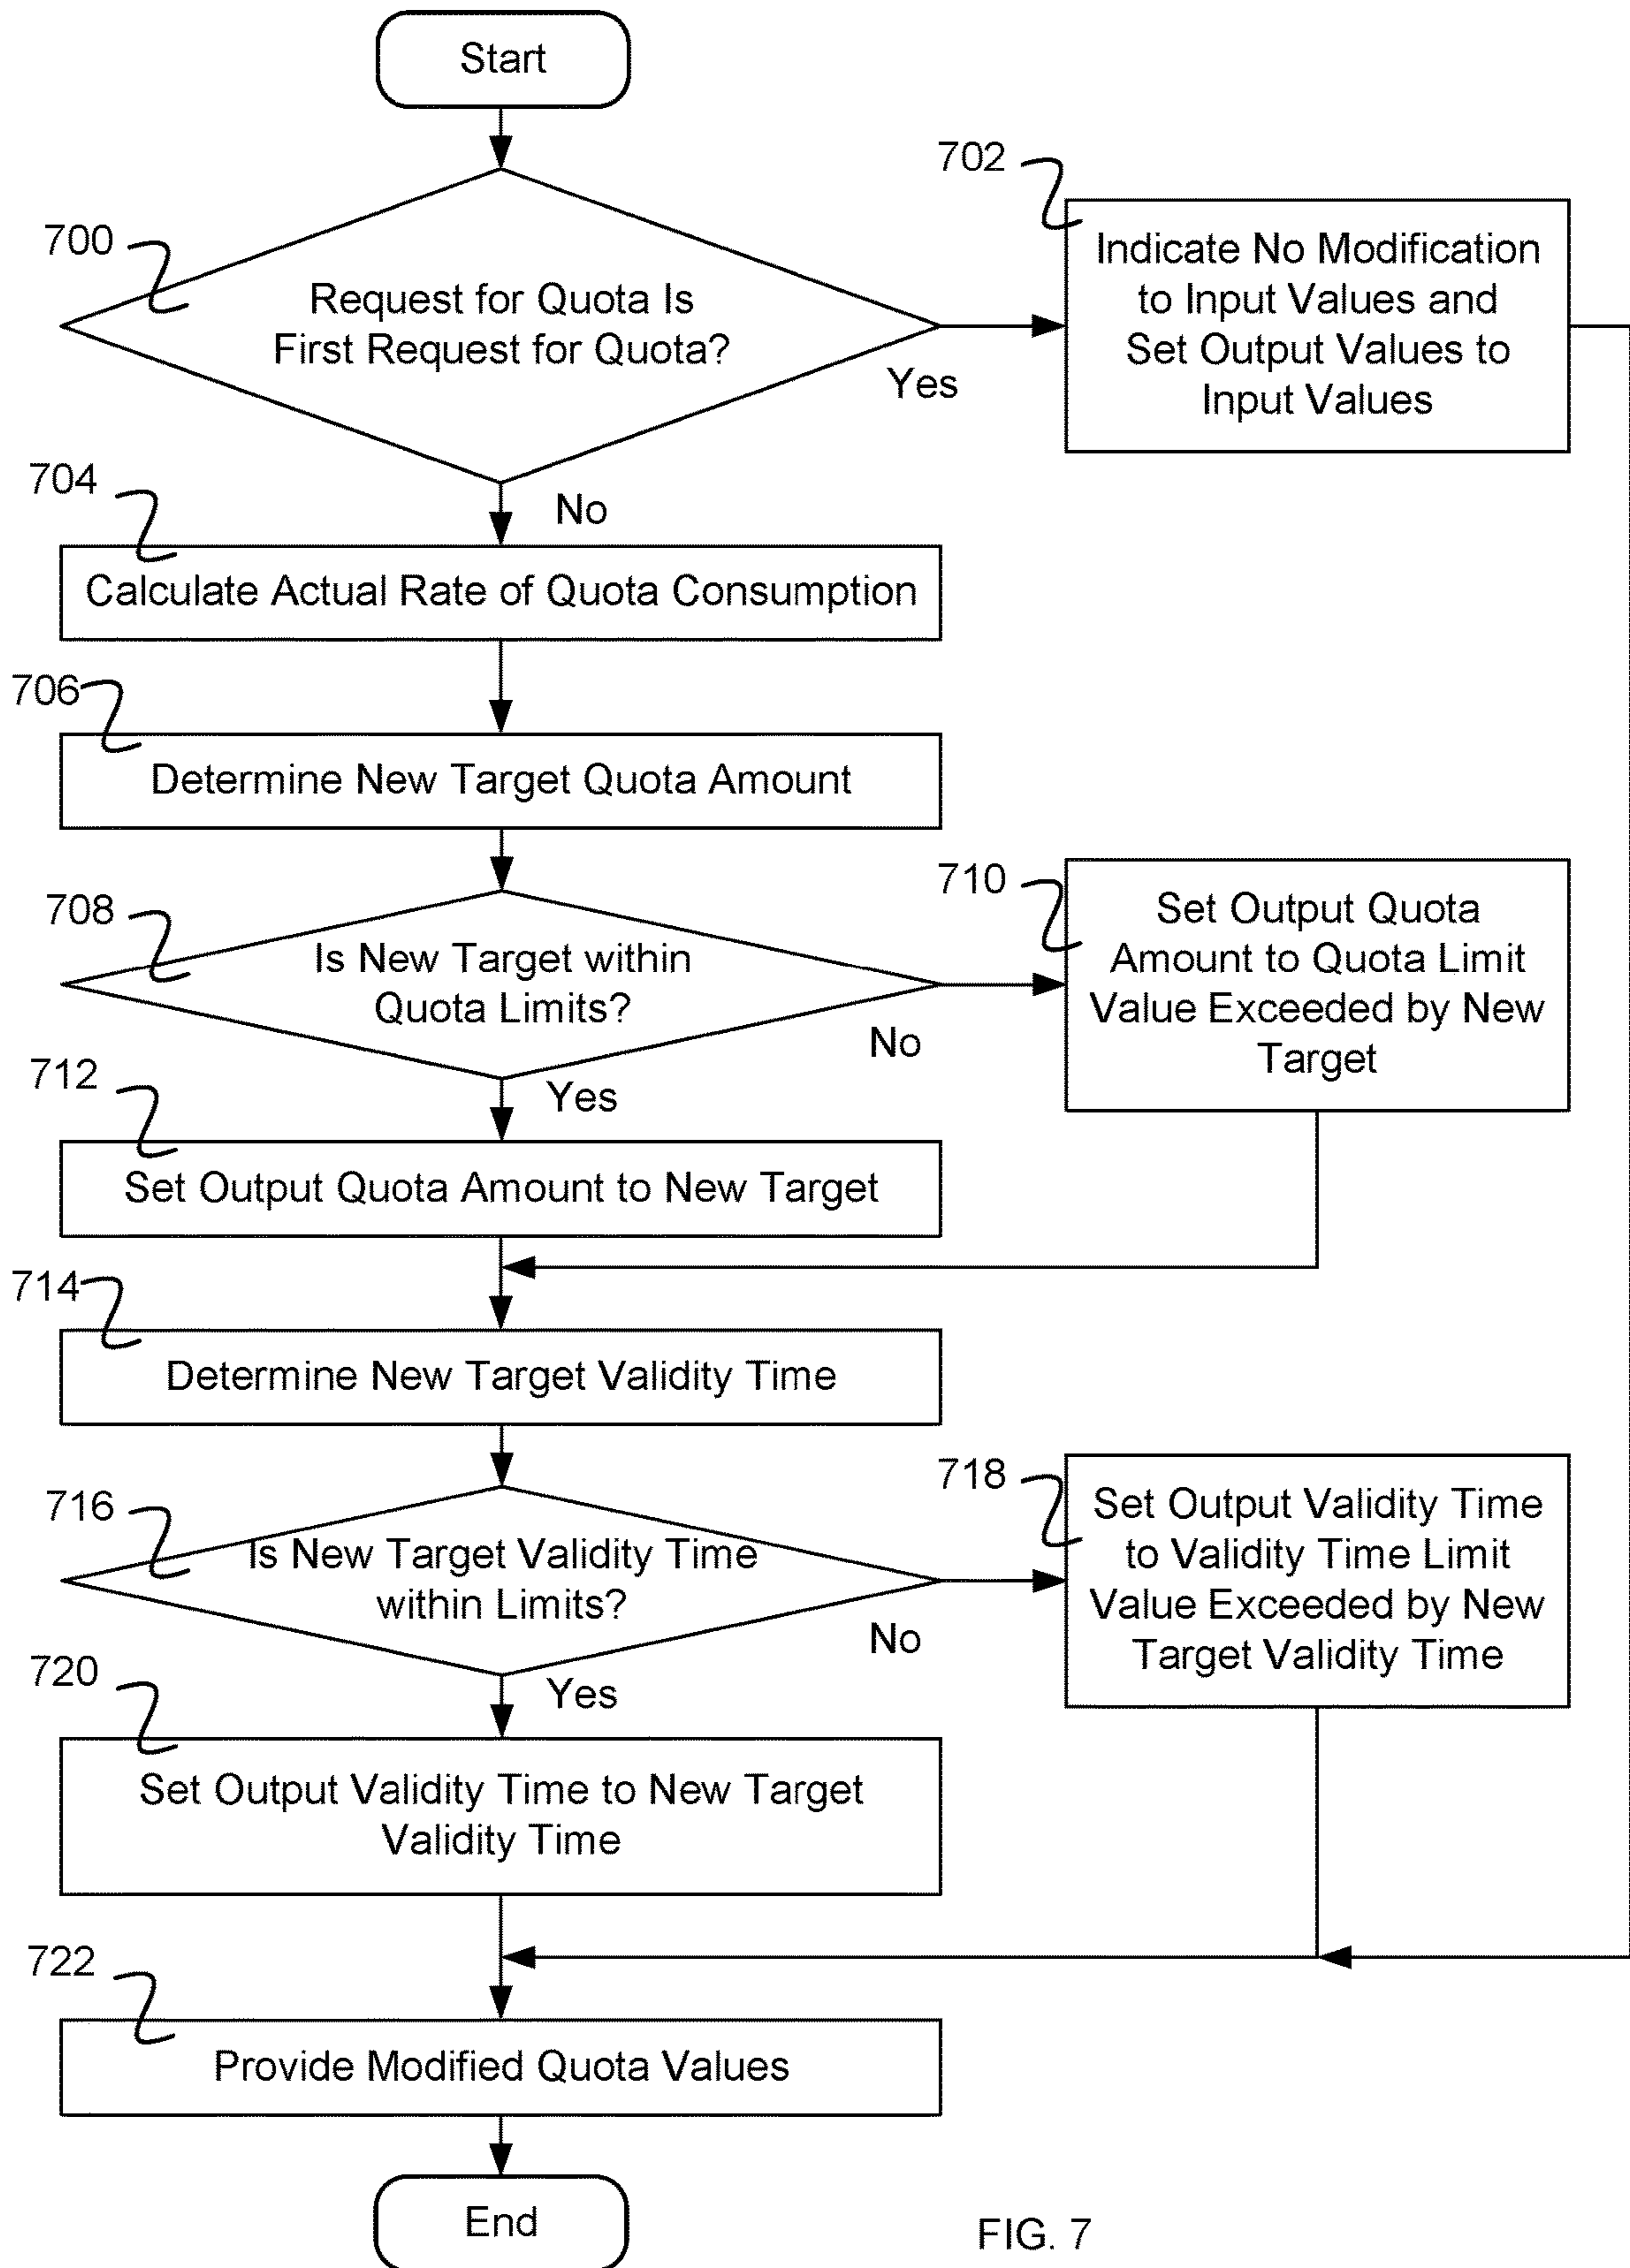 Start
700
Request for Quota Is
First Request for Quota?
Yes
702
Indicate No Modification
to Input Values and
Set Output Values to
Input Values
No
704
Calculate Actual Rate of Quota Consumption
706
Determine New Target Quota Amount
708
Is New Target within
Quota Limits?
No
710
Set Output Quota
Amount to Quota Limit
Value Exceeded by New
Target
Yes
712
Set Output Quota Amount to New Target
714
Determine New Target Validity Time
716
Is New Target Validity Time
within Limits?
No
718
Set Output Validity Time
to Validity Time Limit
Value Exceeded by New
Target Validity Time
Yes
720
Set Output Validity Time to New Target
Validity Time
722
Provide Modified Quota Values
End
FIG. 7